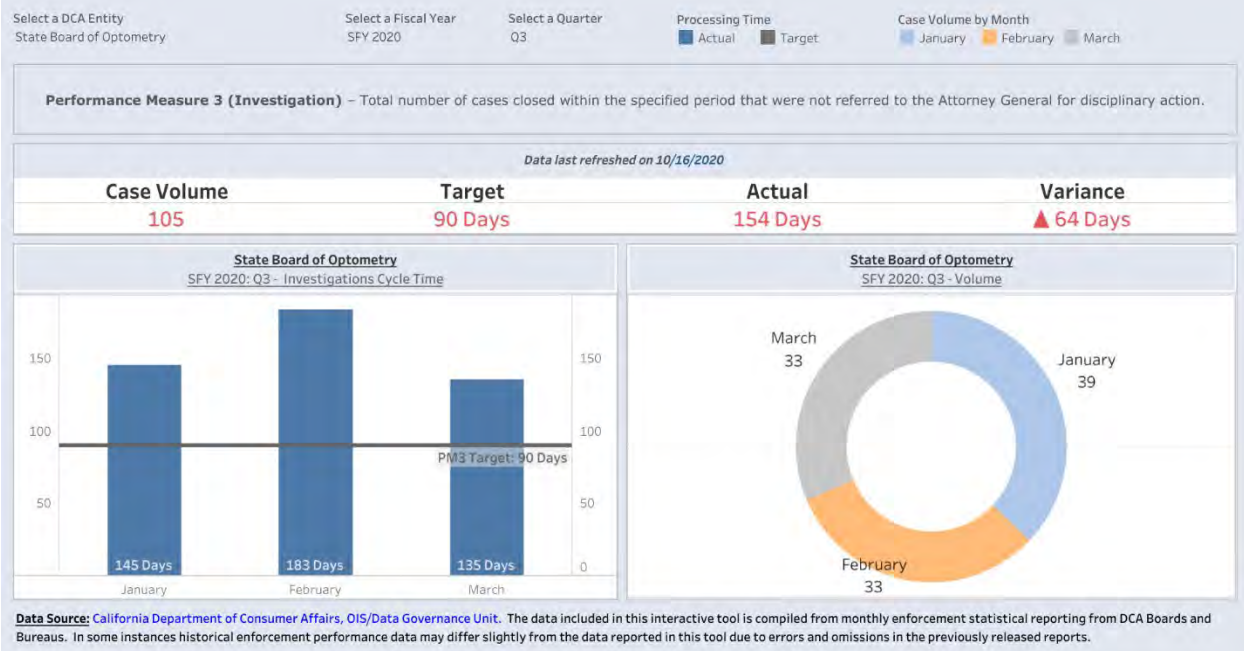 Select a DCA Entity
State Board of Optometry
Select a Fiscal Year
SFY 2020
Select a Quarter
Q3
Processing Time
Actual Target
Case Volume by Month
January February March
Performance Measure 3 (Investigation) – Total number of cases closed within the specified period that were not referred to the Attorney General for disciplinary action.
Data last refreshed on 10/16/2020
Case Volume Target Actual Variance
105 90 Days 154 Days ▲ 64 Days
State Board of Optometry
SFY 2020: Q3 - Investigations Cycle Time
150 150
100 100
PM3 Target: 90 Days
50 50
145 Days 183 Days 135 Days 0
January February March
State Board of Optometry
SFY 2020: Q3 - Volume
March
33
January
39
February
33
Data Source: California Department of Consumer Affairs, OIS/Data Governance Unit. The data included in this interactive tool is compiled from monthly enforcement statistical reporting from DCA Boards and
Bureaus. In some instances historical enforcement performance data may differ slightly from the data reported in this tool due to errors and omissions in the previously released reports.